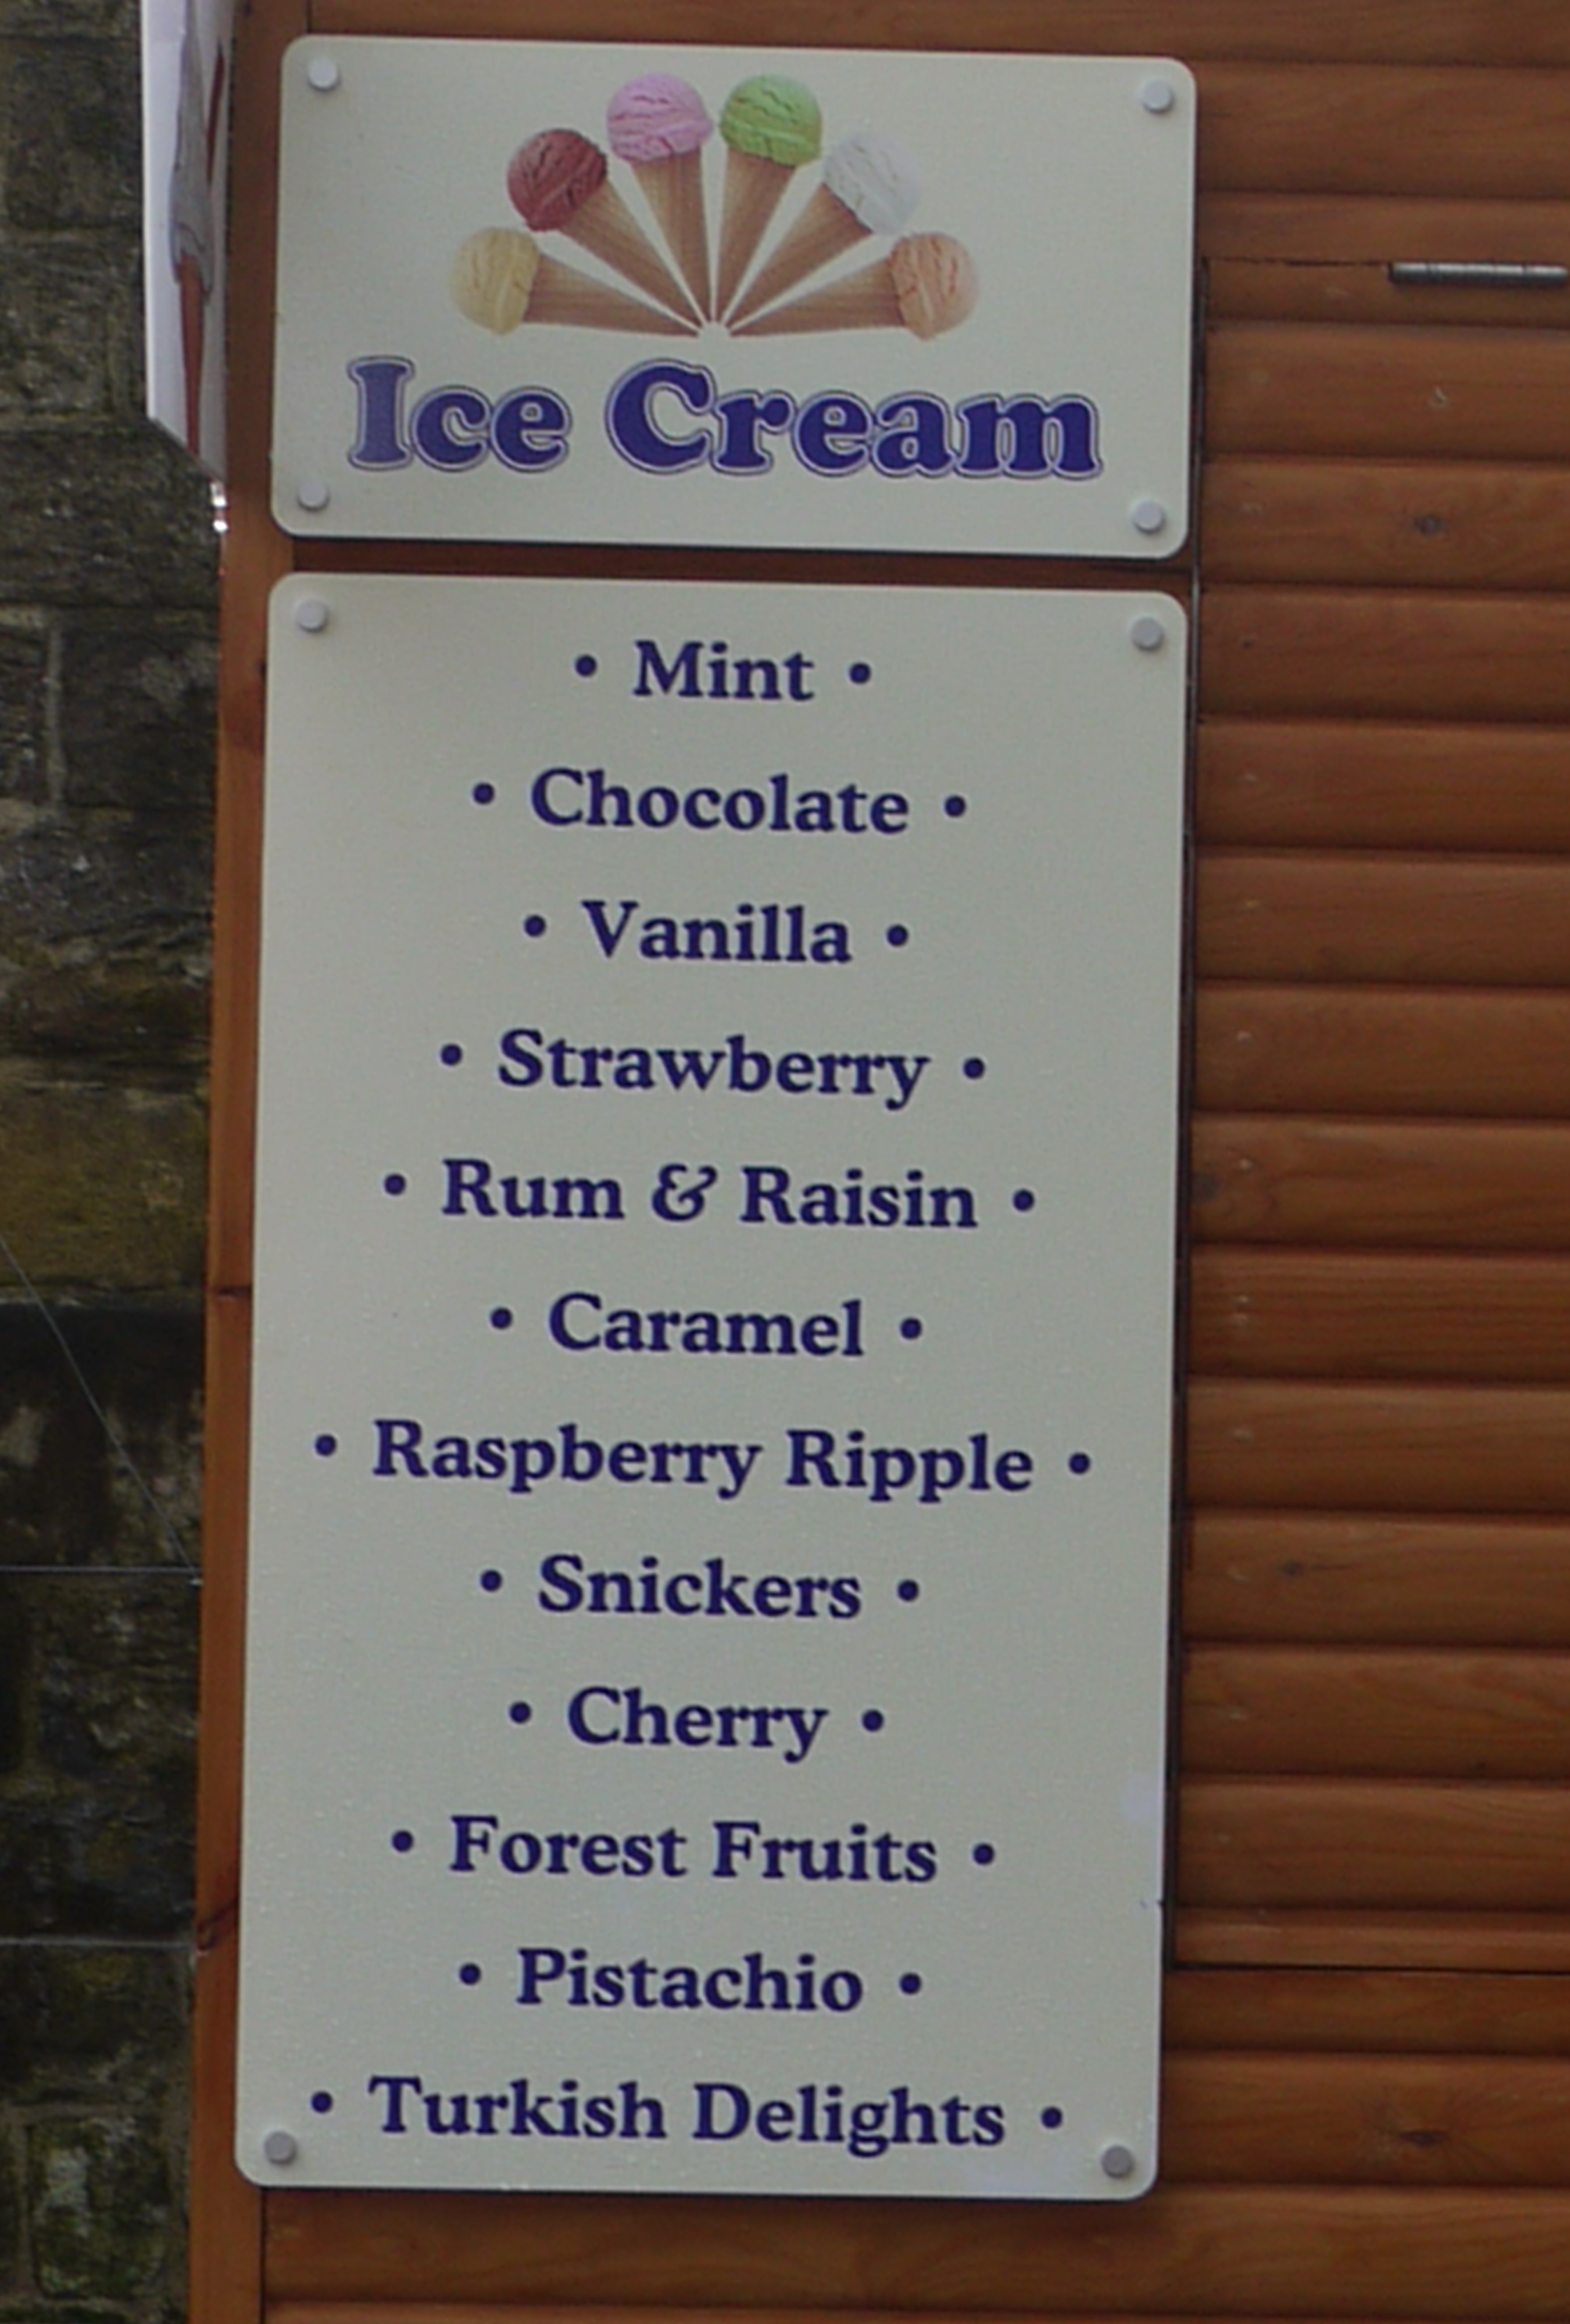 Ice Cream
• Mint •
• Chocolate •
• Vanilla •
• Strawberry •
• Rum & Raisin •
• Caramel •
• Raspberry Ripple •
• Snickers •
• Cherry •
• Forest Fruits •
• Pistachio •
• Turkish Delights •